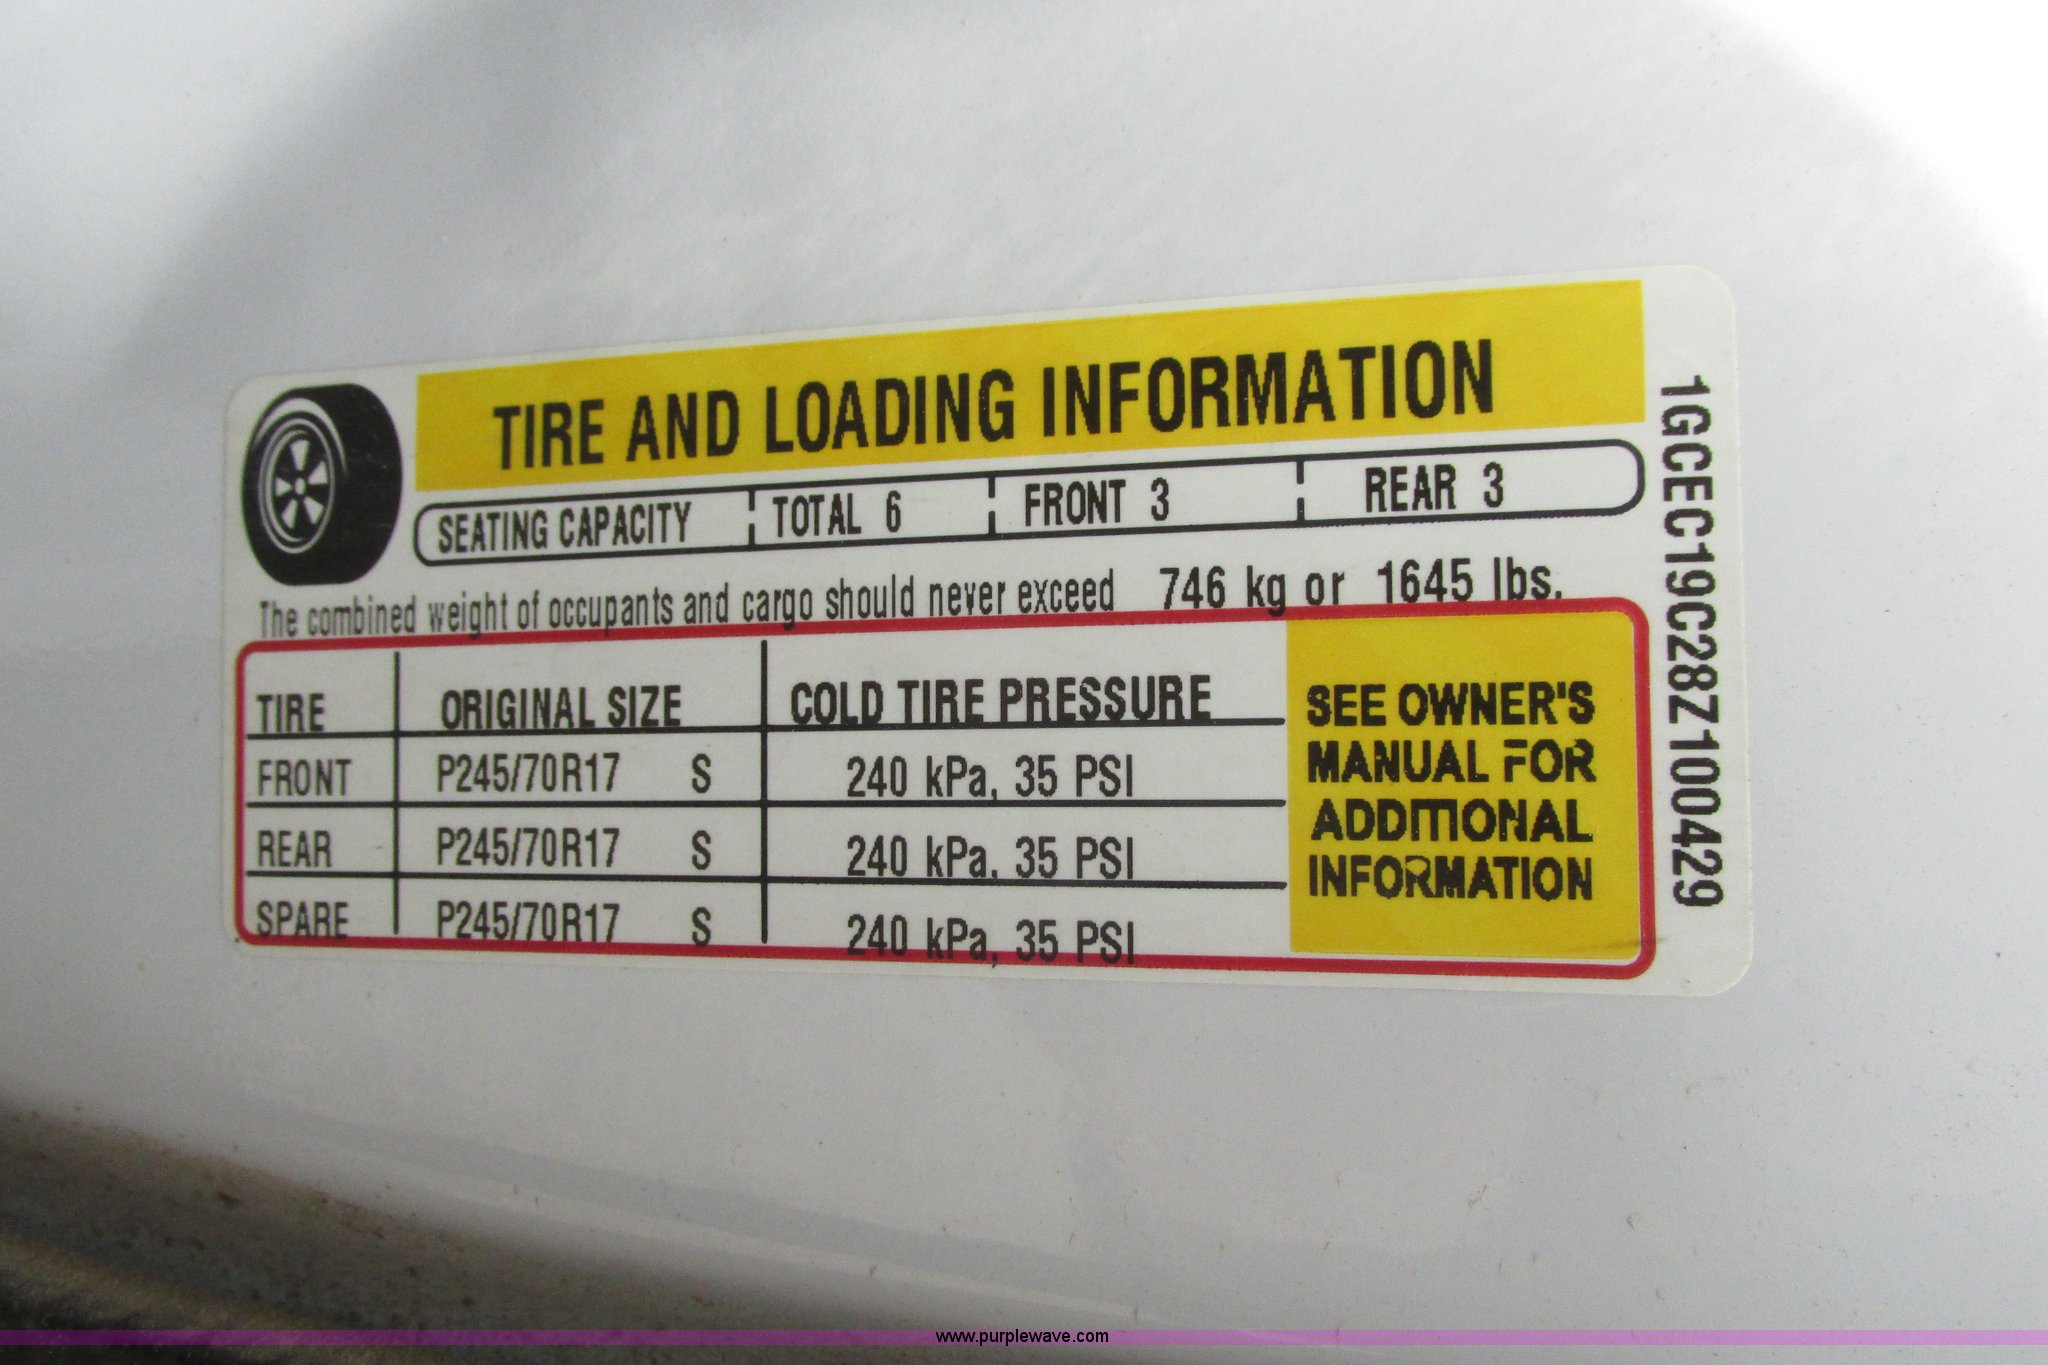 TIRE AND LOADING INFORMATION
SEATING CAPACITY TOTAL 6 FRONT 3 REAR 3
The combined weight of occupants and cargo should never exceed 746 kg or 1645 lbs.
TIRE ORIGINAL SIZE COLD TIRE PRESSURE
FRONT P245/70R17 S 240 kPa, 35 PSI
REAR P245/70R17 S 240 kPa, 35 PSI
SPARE P245/70R17 S 240 kPa, 35 PSI
SEE OWNER'S
MANUAL FOR
ADDITIONAL
INFORMATION
1GCEC19C28Z100429
www.purplewave.com